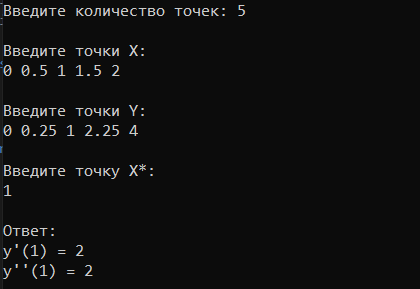 Введите количество точек: 5
Введите точки X:
0 0.5 1 1.5 2
Введите точки Y:
0 0.25 1 2.25 4
Введите точку X*:
1
Ответ:
y'(1) = 2
y''(1) = 2